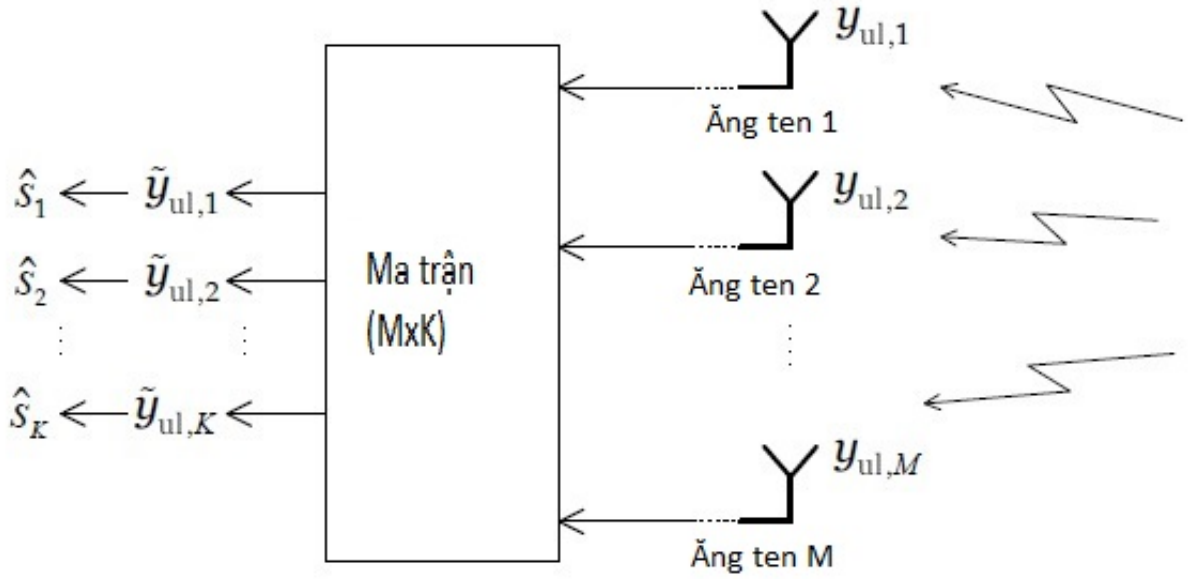 y_ul,1
Ăng ten 1
ŝ_1 ỹ_ul,1
y_ul,2
ŝ_2 ỹ_ul,2
Ma trận
(MxK)
Ăng ten 2
ŝ_K ỹ_ul,K
y_ul,M
Ăng ten M